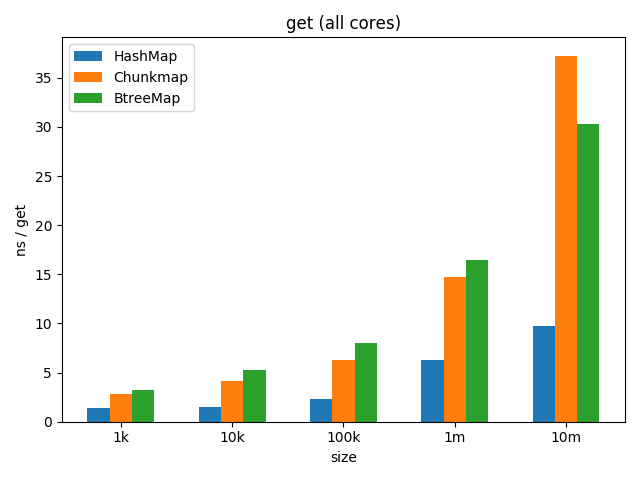 get (all cores)
HashMap
Chunkmap
BtreeMap
ns / get
35
30
25
20
15
10
5
0
1k 10k 100k 1m 10m
size